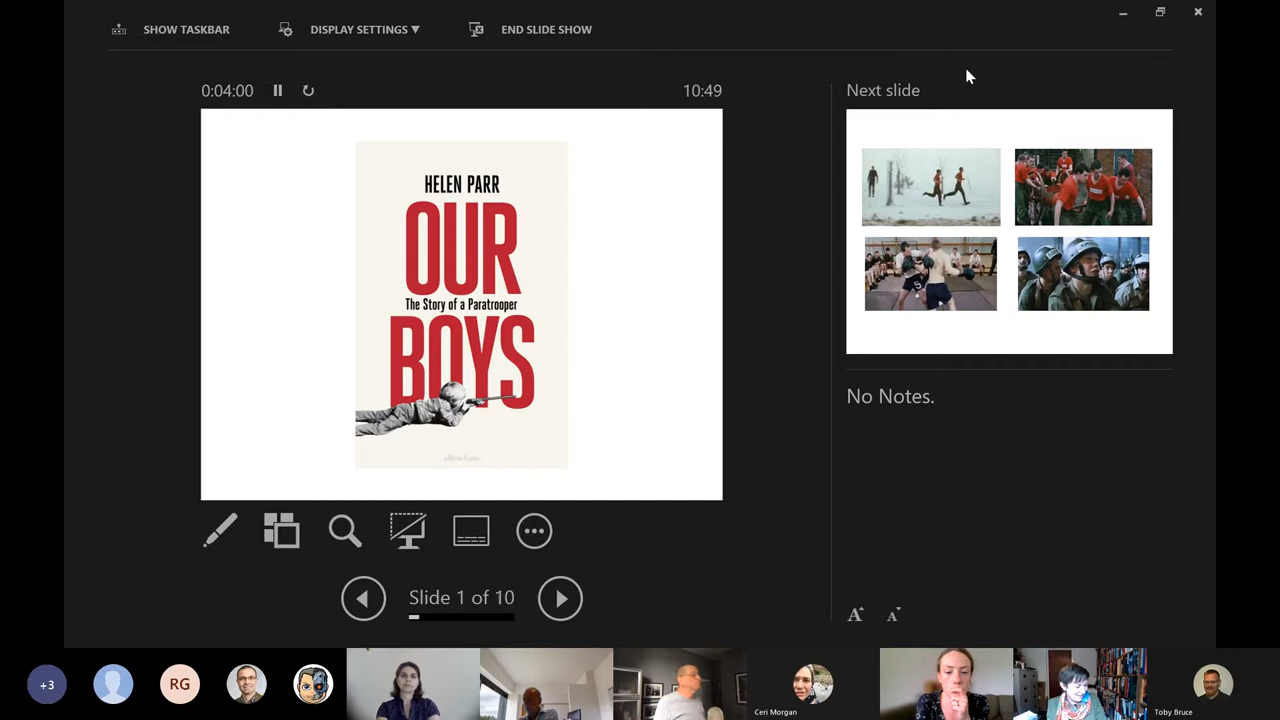 SHOW TASKBAR
DISPLAY SETTINGS ▼
END SLIDE SHOW
0:04:00
10:49
Next slide
HELEN PARR
OUR
The Story of a Paratrooper
BOYS
No Notes.
Slide 1 of 10
A
A
+3
RG
Ceri Morgan
Toby Bruce